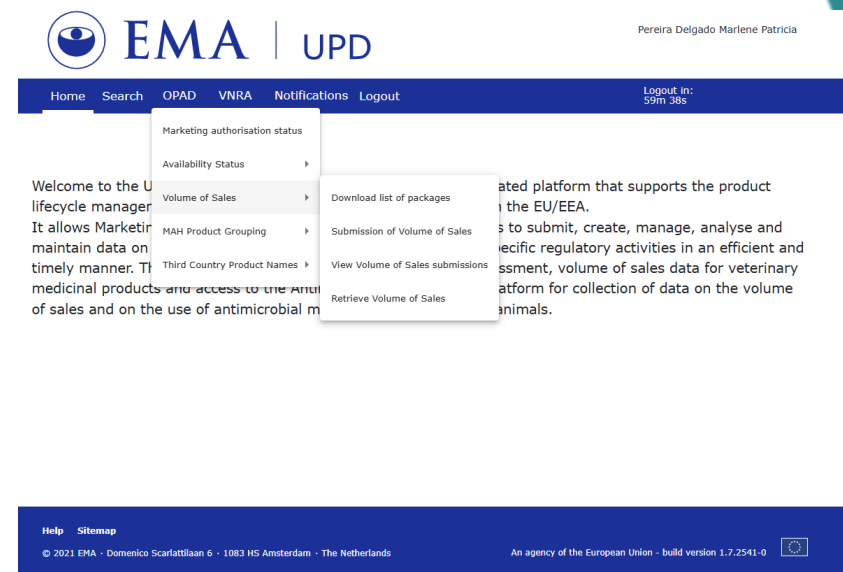 EMA UPD
Pereira Delgado Marlene Patricia
Home Search OPAD VNRA Notifications Logout
Logout in:
59m 38s
Marketing authorisation status
Availability Status
Volume of Sales
MAH Product Grouping
Third Country Product Names
Download list of packages
Submission of Volume of Sales
View Volume of Sales submissions
Retrieve Volume of Sales
Welcome to the U ated platform that supports the product
lifecycle manager the EU/EEA.
It allows Marketin s to submit, create, manage, analyse and
maintain data on ecific regulatory activities in an efficient and
timely manner. Th ssment, volume of sales data for veterinary
medicinal products and access to the Anti atform for collection of data on the volume
of sales and on the use of antimicrobial m animals.
Help Sitemap
© 2021 EMA · Domenico Scarlattilaan 6 · 1083 HS Amsterdam · The Netherlands
An agency of the European Union - build version 1.7.2541-0